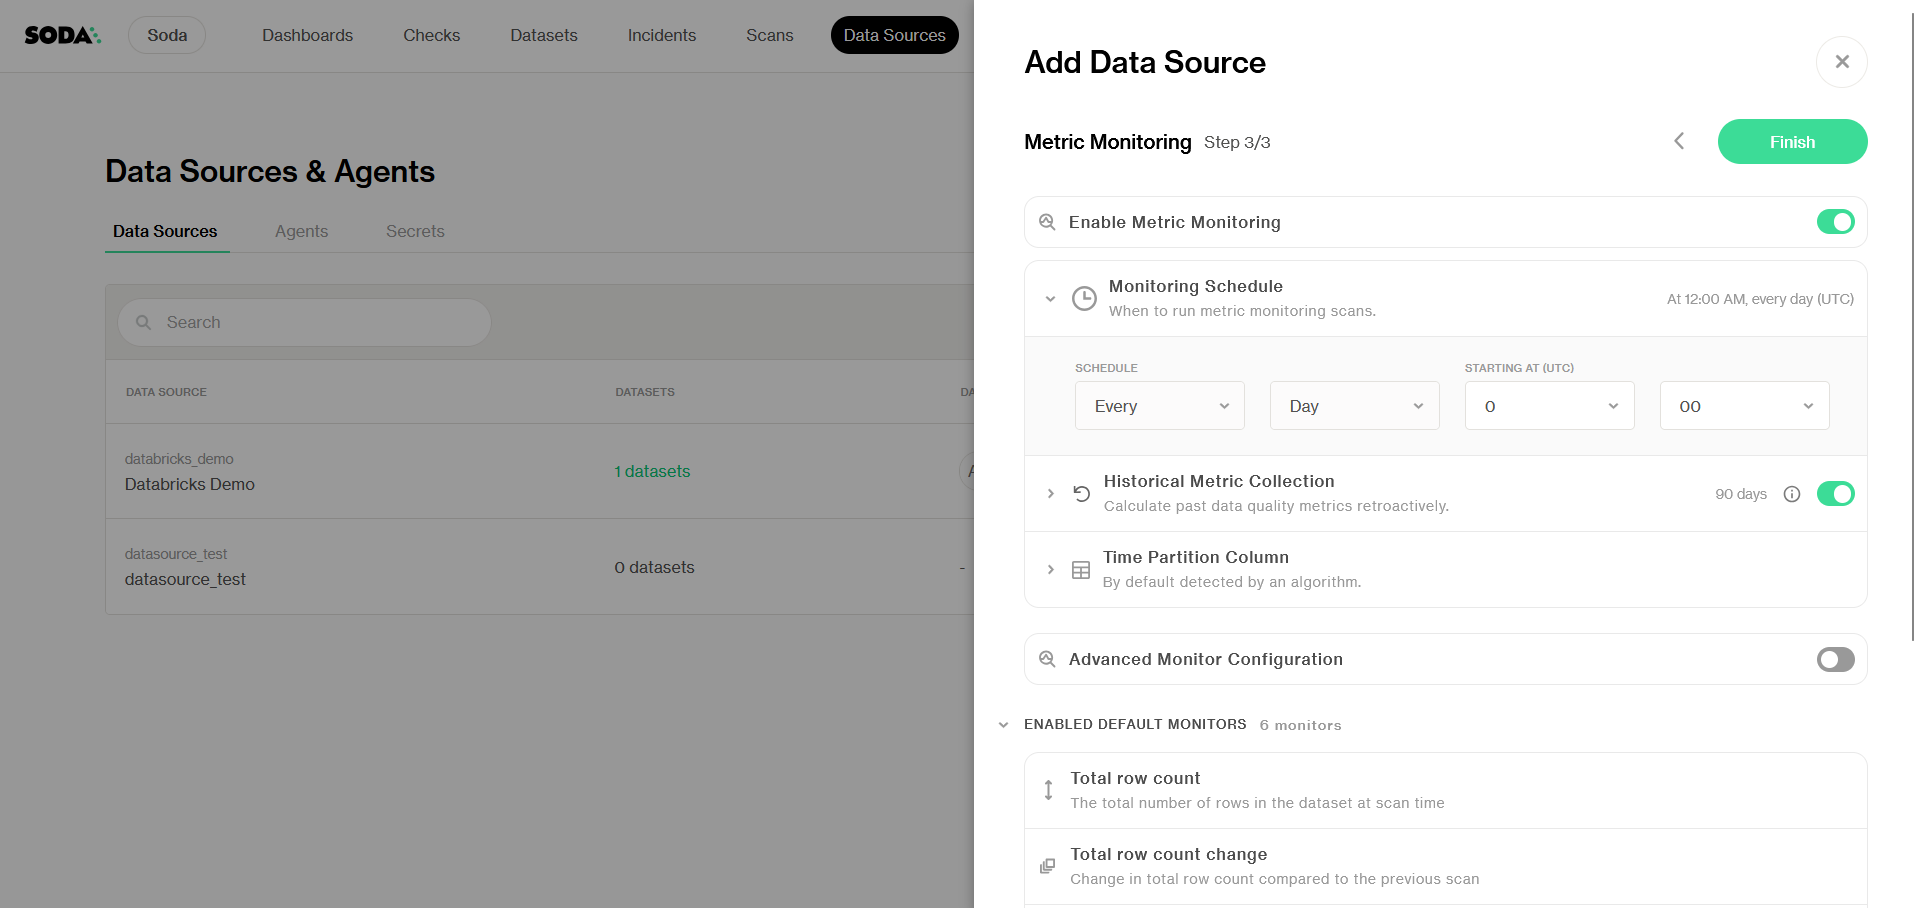 SODA
Soda
Dashboards
Checks
Datasets
Incidents
Scans
Data Sources
Data Sources & Agents
Data Sources
Agents
Secrets
Search
DATA SOURCE
DATASETS
databricks_demo
Databricks Demo
1 datasets
datasource_test
datasource_test
0 datasets
-
Add Data Source
Metric Monitoring Step 3/3
Finish
Enable Metric Monitoring
Monitoring Schedule
When to run metric monitoring scans.
At 12:00 AM, every day (UTC)
SCHEDULE
STARTING AT (UTC)
Every
Day
0
00
Historical Metric Collection
Calculate past data quality metrics retroactively.
90 days
Time Partition Column
By default detected by an algorithm.
Advanced Monitor Configuration
ENABLED DEFAULT MONITORS 6 monitors
Total row count
The total number of rows in the dataset at scan time
Total row count change
Change in total row count compared to the previous scan